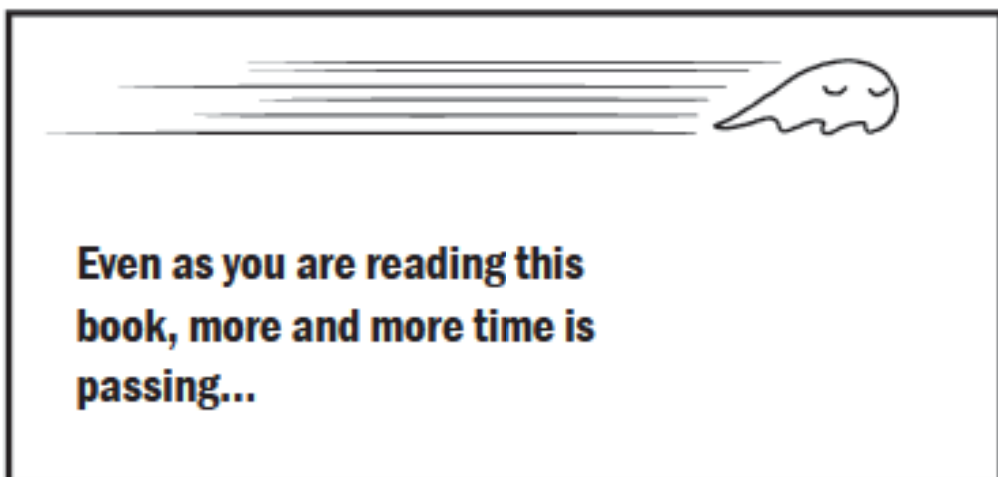 Even as you are reading this
book, more and more time is
passing...